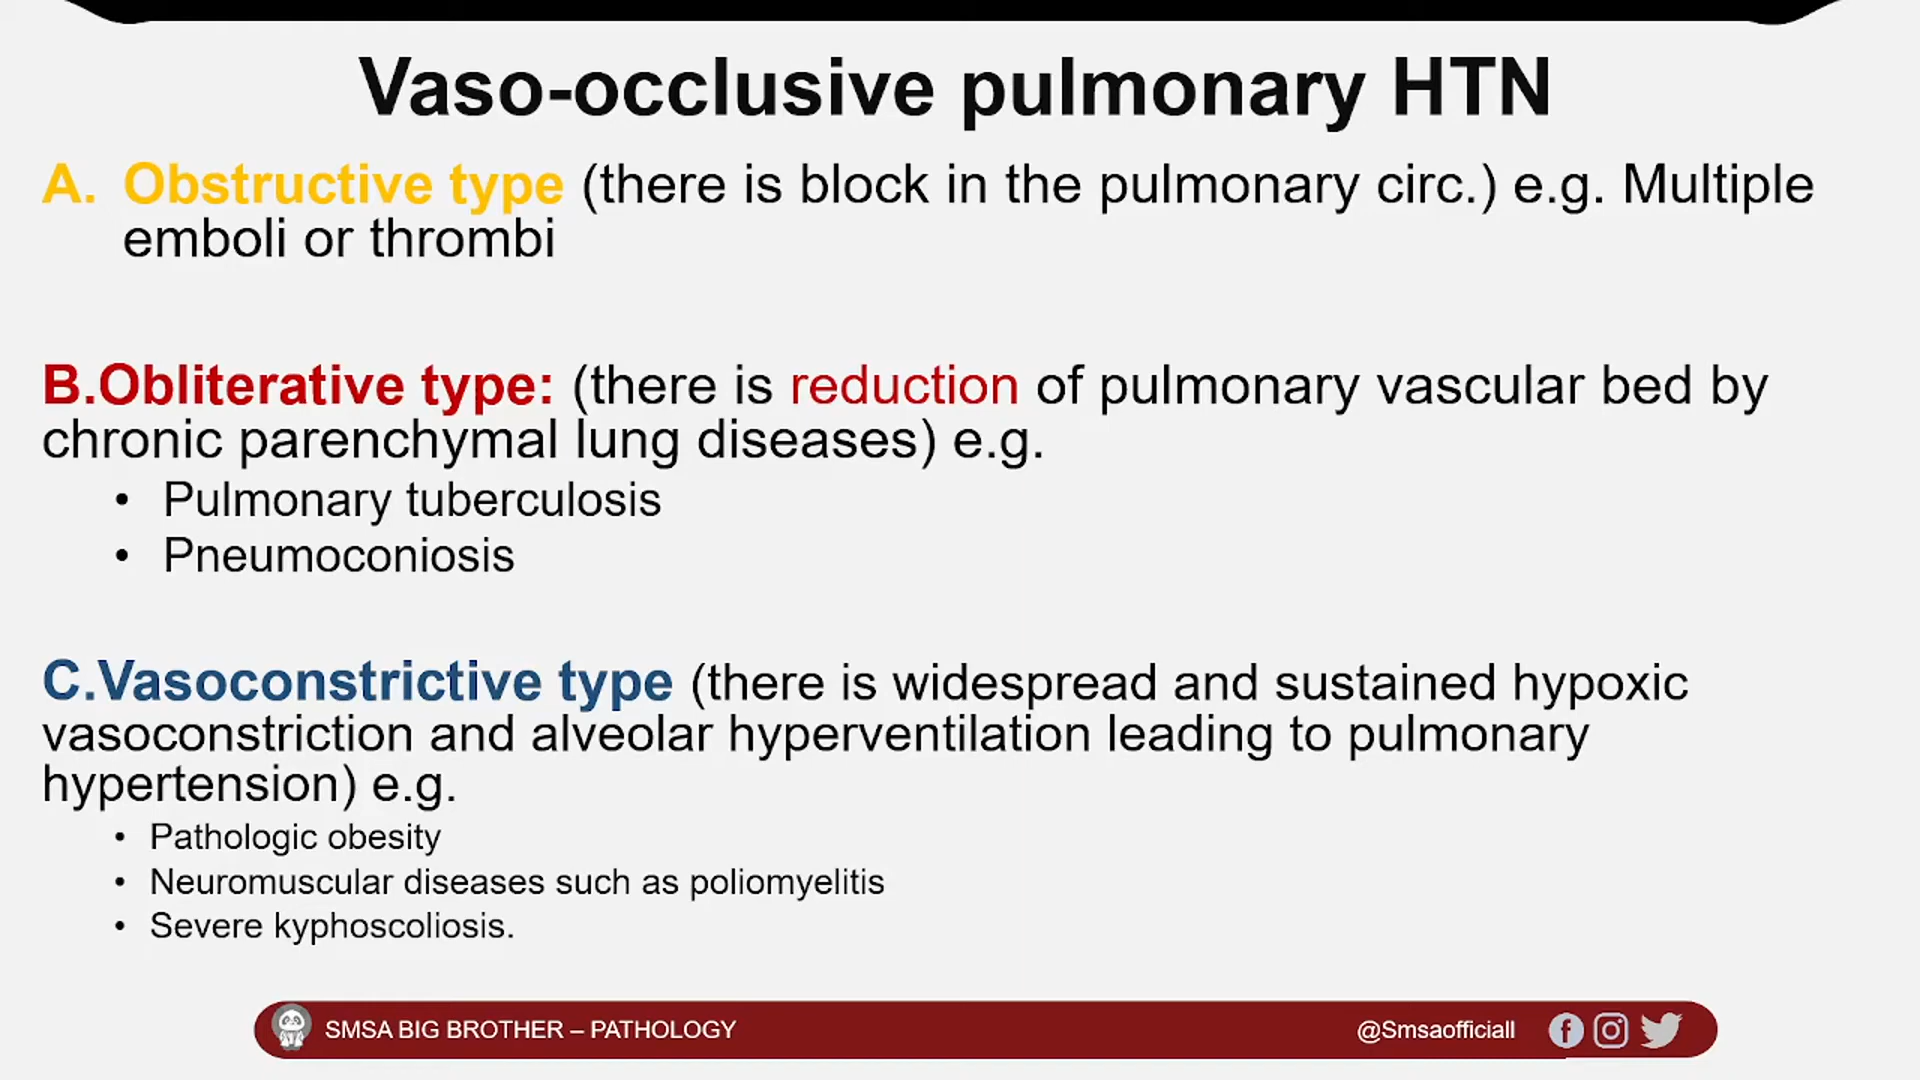 Vaso-occlusive pulmonary HTN
A. Obstructive type (there is block in the pulmonary circ.) e.g. Multiple
emboli or thrombi
B.Obliterative type: (there is reduction of pulmonary vascular bed by
chronic parenchymal lung diseases) e.g.
• Pulmonary tuberculosis
• Pneumoconiosis
C.Vasoconstrictive type (there is widespread and sustained hypoxic
vasoconstriction and alveolar hyperventilation leading to pulmonary
hypertension) e.g.
• Pathologic obesity
• Neuromuscular diseases such as poliomyelitis
• Severe kyphoscoliosis.
SMSA BIG BROTHER – PATHOLOGY
@Smsaofficiall